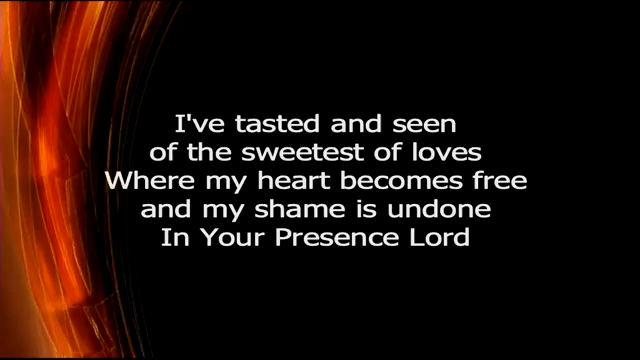 I've tasted and seen
of the sweetest of loves
Where my heart becomes free
and my shame is undone
In Your Presence Lord